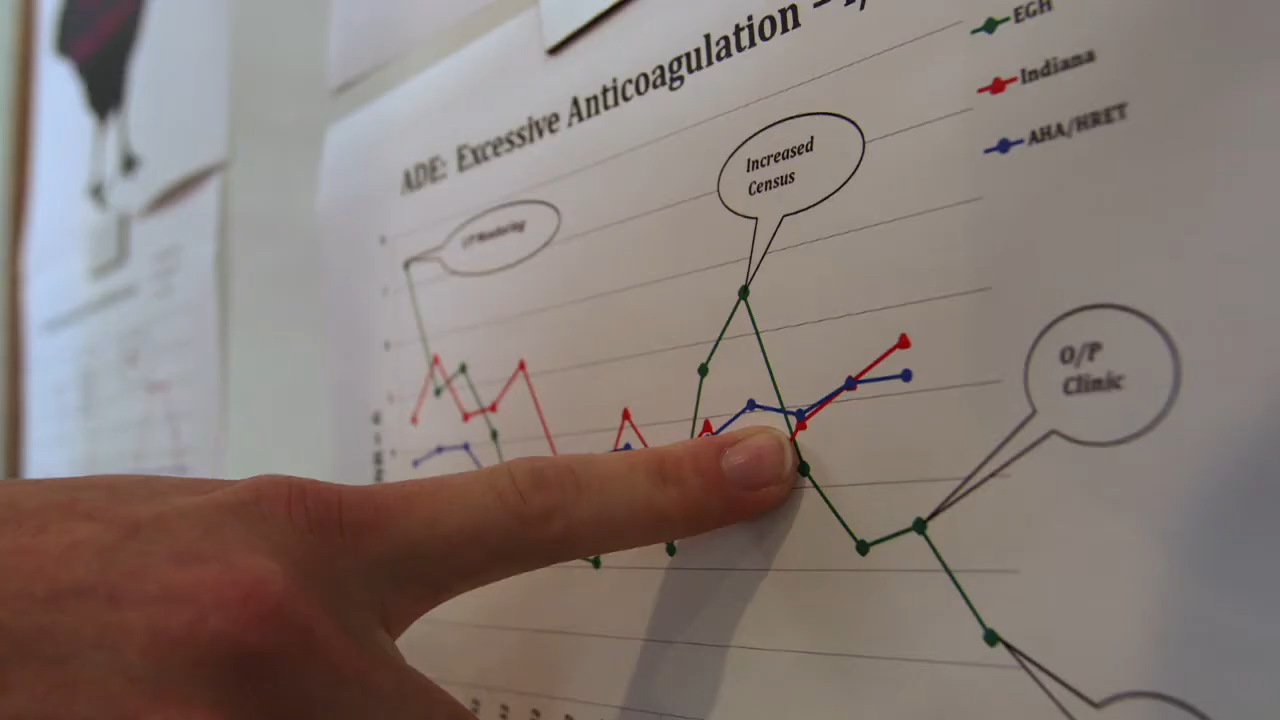 ADE: Excessive Anticoagulation –
EGH
Indiana
AHA/HRET
Increased
Census
O/P
Clinic